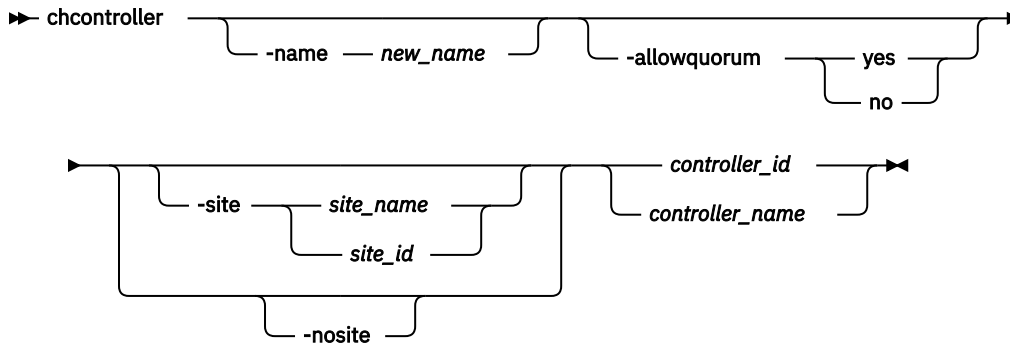 chcontroller
-name new_name
-allowquorum yes
no
controller_id
-site site_name
controller_name
site_id
-nosite